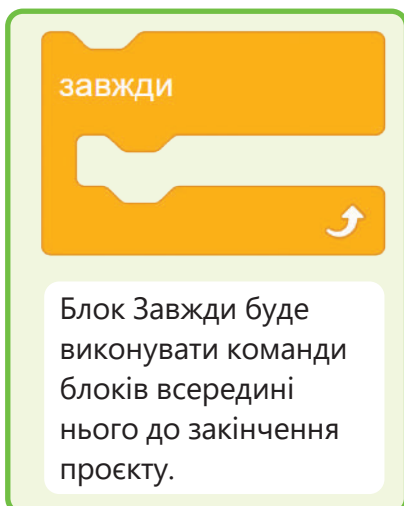 завжди
Блок Завжди буде
виконувати команди
блоків всередині
нього до закінчення
проєкту.